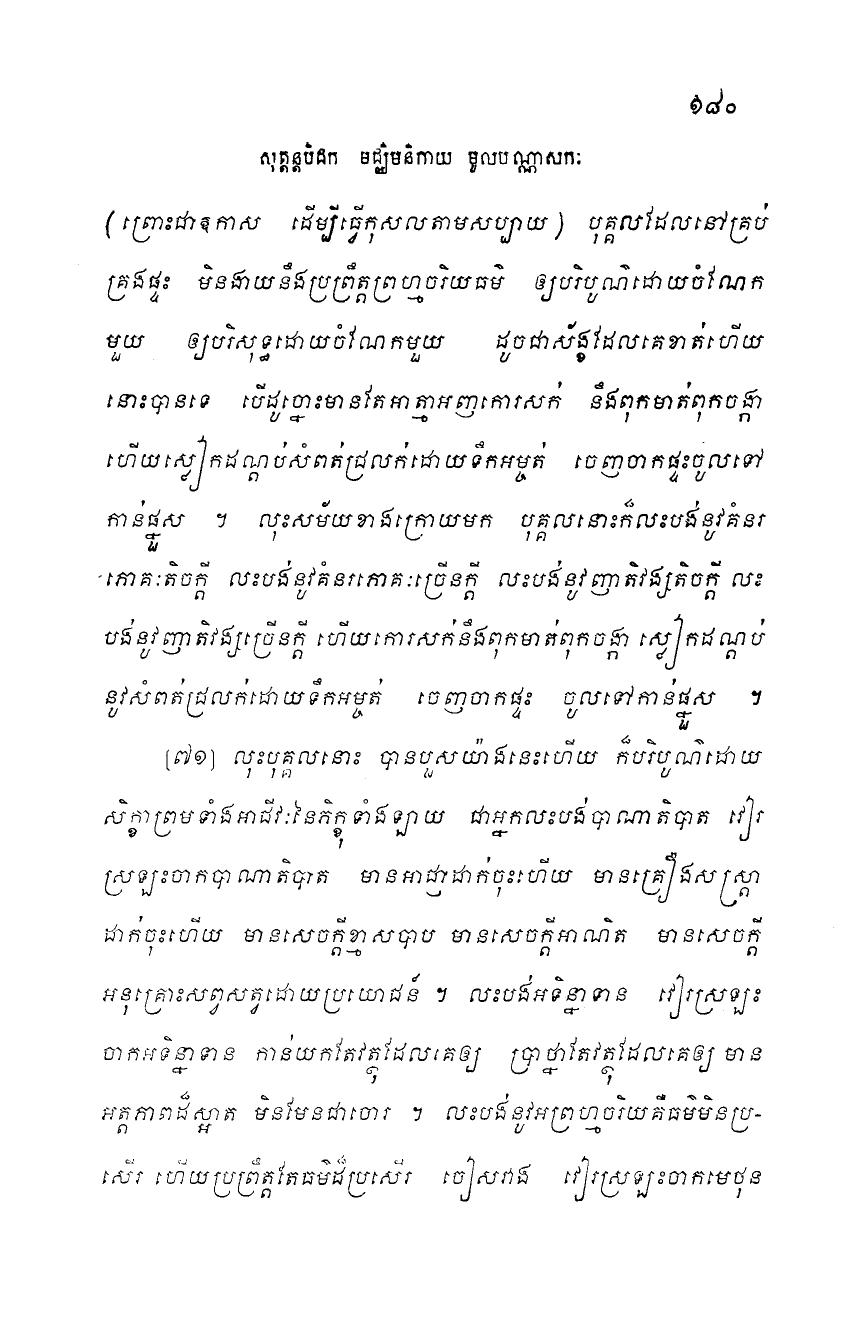 ១៨០
សុត្តន្តបិដក មជ្ឈិមនិកាយ មូលបណ្ណាសកៈ
(ព្រោះជាឧកាស ដើម្បីធ្វើកុសលតាមសប្បាយ) បុគ្គលដែលនៅគ្រប់
គ្រងផ្ទះ មិនងាយនឹងប្រព្រឹត្តព្រហ្មចរិយធម៌ ឲ្យបរិបូណ៌ដោយចំណែក
មួយ ឲ្យបរិសុទ្ធដោយចំណែកមួយ ដូចជាស័ង្ខដែលគេខាត់ហើយ
នោះបានទេ បើដូច្នោះមានតែអាត្មាអញកោរសក់ នឹងពុកមាត់ពុកចង្កា
ហើយស្លៀកដណ្តប់សំពត់ជ្រលក់ដោយទឹកអម្ចត់ ចេញចាកផ្ទះចូលទៅ
កាន់ផ្នួស ។ លុះសម័យខាងក្រោយមក បុគ្គលនោះក៏លះបង់នូវគំនរ
ភោគៈតិចក្តី លះបង់នូវគំនរភោគៈច្រើនក្តី លះបង់នូវញាតិវង្សតិចក្តី លះ
បង់នូវញាតិវង្សច្រើនក្តី ហើយកោរសក់នឹងពុកមាត់ពុកចង្កា ស្លៀកដណ្តប់
នូវសំពត់ជ្រលក់ដោយទឹកអម្ចត់ ចេញចាកផ្ទះ ចូលទៅកាន់ផ្នួស ។
[៧១] លុះបុគ្គលនោះ បានបួសយ៉ាងនេះហើយ ក៏បរិបូណ៌ដោយ
សិក្ខាព្រមទាំងអាជីវៈនៃភិក្ខុទាំងឡាយ ជាអ្នកលះបង់បាណាតិបាត វៀរ
ស្រឡះចាកបាណាតិបាត មានអាជ្ញាដាក់ចុះហើយ មានគ្រឿងសស្ត្រា
ដាក់ចុះហើយ មានសេចក្តីខ្មាសបាប មានសេចក្តីអាណិត មានសេចក្តី
អនុគ្រោះសព្វសត្វដោយប្រយោជន៍ ។ លះបង់អទិន្នាទាន វៀរស្រឡះ
ចាកអទិន្នាទាន កាន់យកតែវត្ថុដែលគេឲ្យ ប្រាថ្នាតែវត្ថុដែលគេឲ្យ មាន
អត្តភាពដ៏ស្អាត មិនមែនជាចោរ ។ លះបង់នូវអព្រហ្មចរិយគឺធម៌មិនប្រ-
សើរ ហើយប្រព្រឹត្តតែធម៌ដ៏ប្រសើរ ចៀសវាង វៀរស្រឡះចាកមេថុន